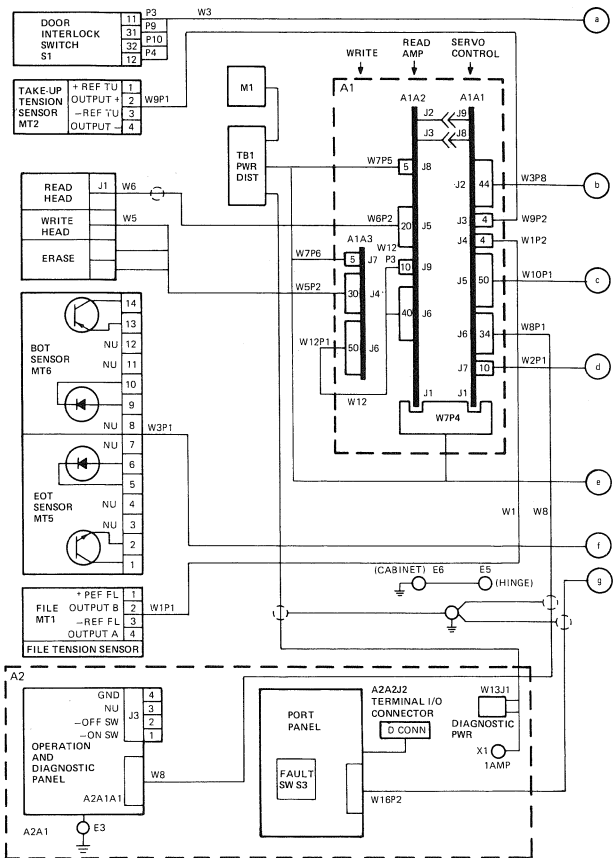 DOOR
INTERLOCK
SWITCH
S1
11
31
32
12
P3
P9
P10
P4
W3
a
TAKE-UP
TENSION
SENSOR
MT2
+ REF TU 1
OUTPUT + 2
−REF TU 3
OUTPUT − 4
W9P1
M1
TB1
PWR
DIST
WRITE
READ
AMP
SERVO
CONTROL
A1
A1A2
A1A1
J2
J9
J3
J8
W7P5
5
J8
J2
44
W3P8
b
READ
HEAD
J1
W6
WRITE
HEAD
W5
ERASE
W6P2
20
J5
J3
4
W9P2
J4
4
W1P2
A1A3
W12
P3
10
J9
W7P6
5
J7
W5P2
30
J4
J5
50
W10P1
c
40
J6
W12P1
50
J6
J6
34
W8P1
J7
10
W2P1
d
W12
J1
J1
W7P4
BOT
SENSOR
MT6
14
13
NU 12
NU 11
10
9
NU 8
W3P1
NU 7
6
5
NU 4
NU 3
2
1
EOT
SENSOR
MT5
e
W1
W8
f
(CABINET) E6
E5
(HINGE)
g
FILE
MT1
+ PEF FL 1
OUTPUT B 2
−REF FL 3
OUTPUT A 4
FILE TENSION SENSOR
W1P1
A2
GND 4
NU 3
−OFF SW 2
−ON SW 1
J3
OPERATION
AND
DIAGNOSTIC
PANEL
A2A1A1
W8
A2A1
E3
PORT
PANEL
FAULT
SW S3
A2A2J2
TERMINAL I/O
CONNECTOR
D CONN
W13J1
DIAGNOSTIC
PWR
X1
1AMP
W16P2